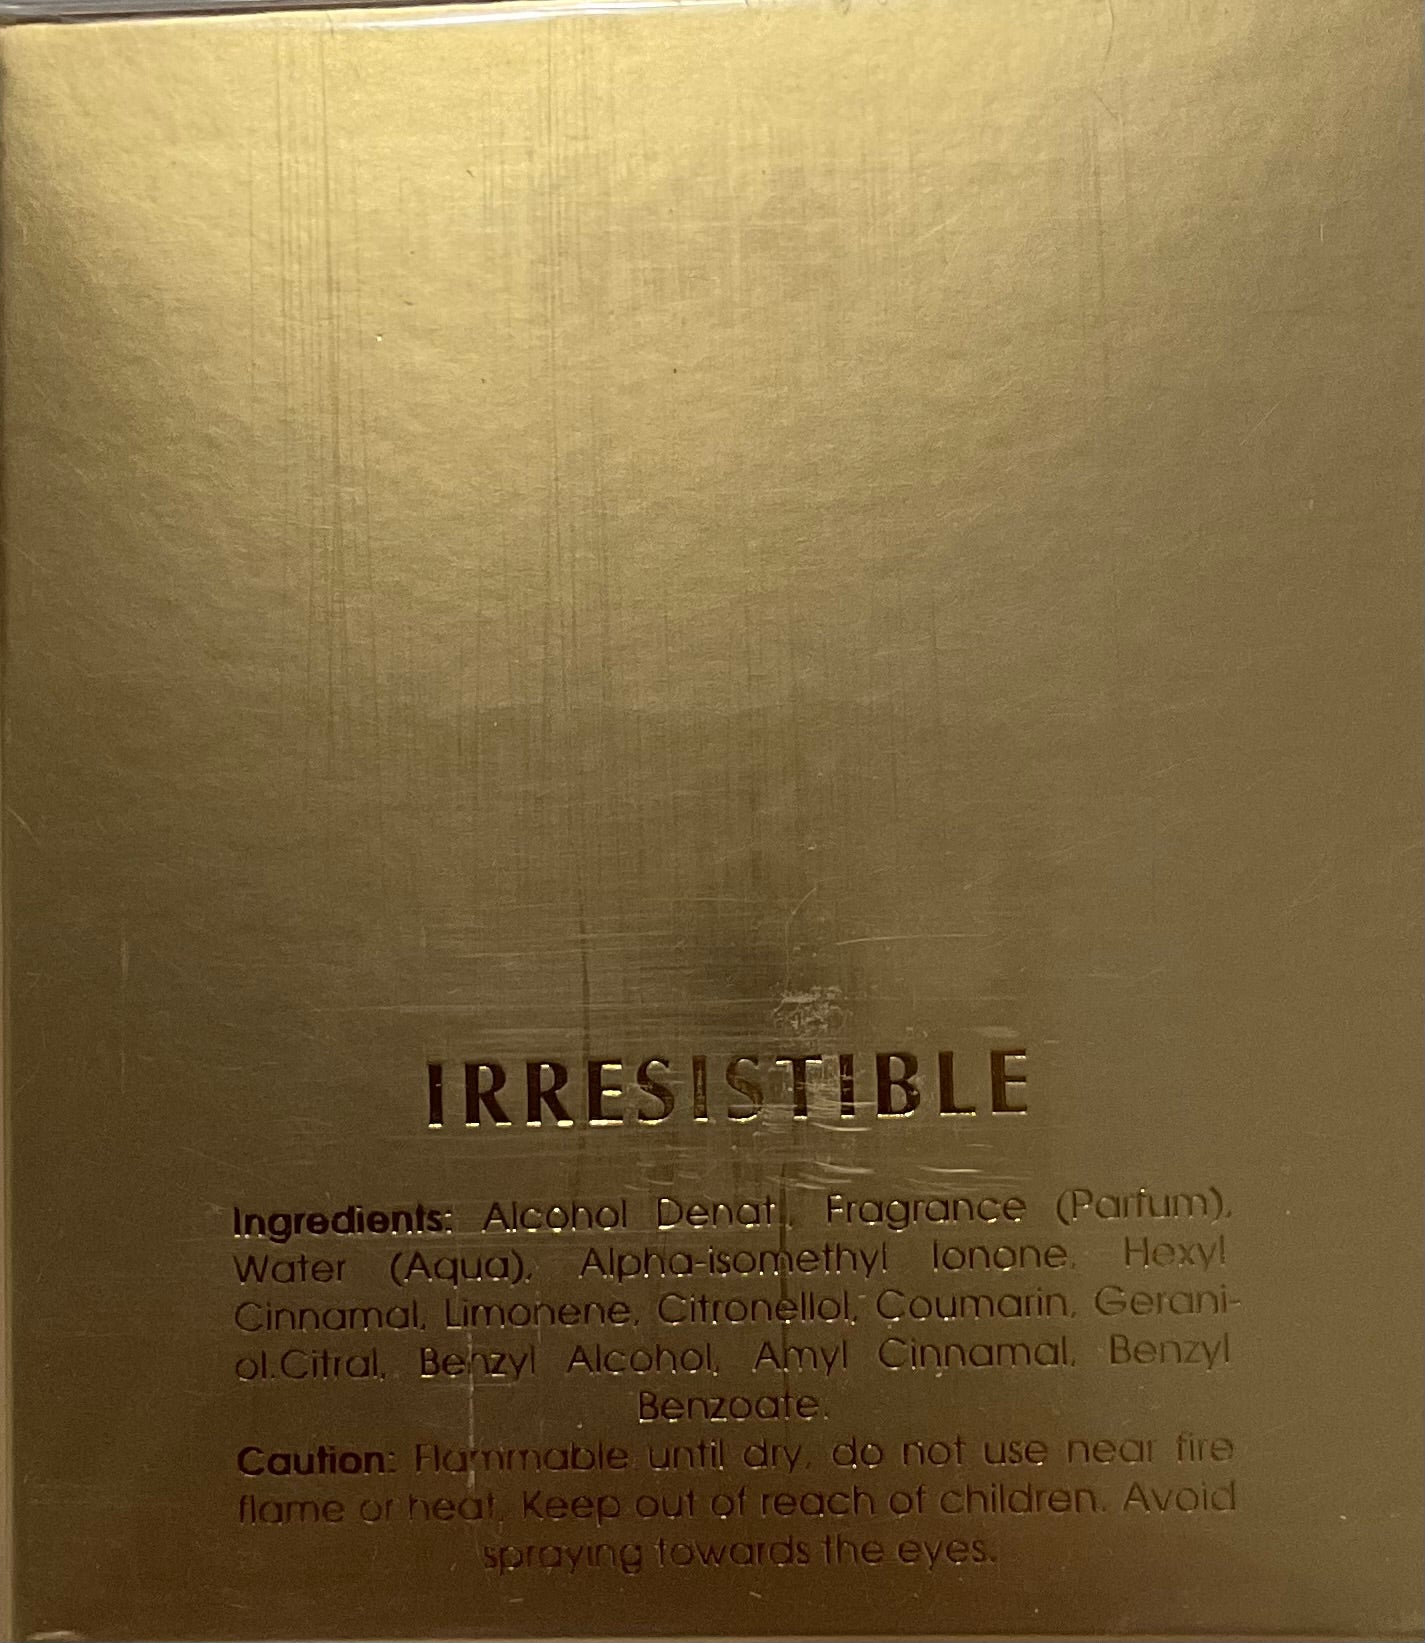 IRRESISTIBLE
Ingredients: Alcohol Denat., Fragrance (Parfum),
Water (Aqua), Alpha-isomethyl Ionone, Hexyl
Cinnamal, Limonene, Citronellol, Coumarin, Gerani-
ol.Citral, Benzyl Alcohol, Amyl Cinnamal, Benzyl
Benzoate.
Caution: Flammable until dry, do not use near fire
flame or heat, Keep out of reach of children. Avoid
spraying towards the eyes.